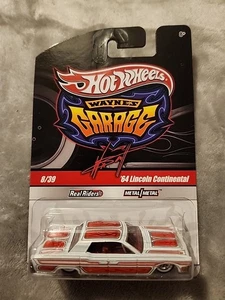 Hot Wheels
WAYNE'S
GARAGE
8/39
'64 Lincoln Continental
Real Riders
METAL/METAL